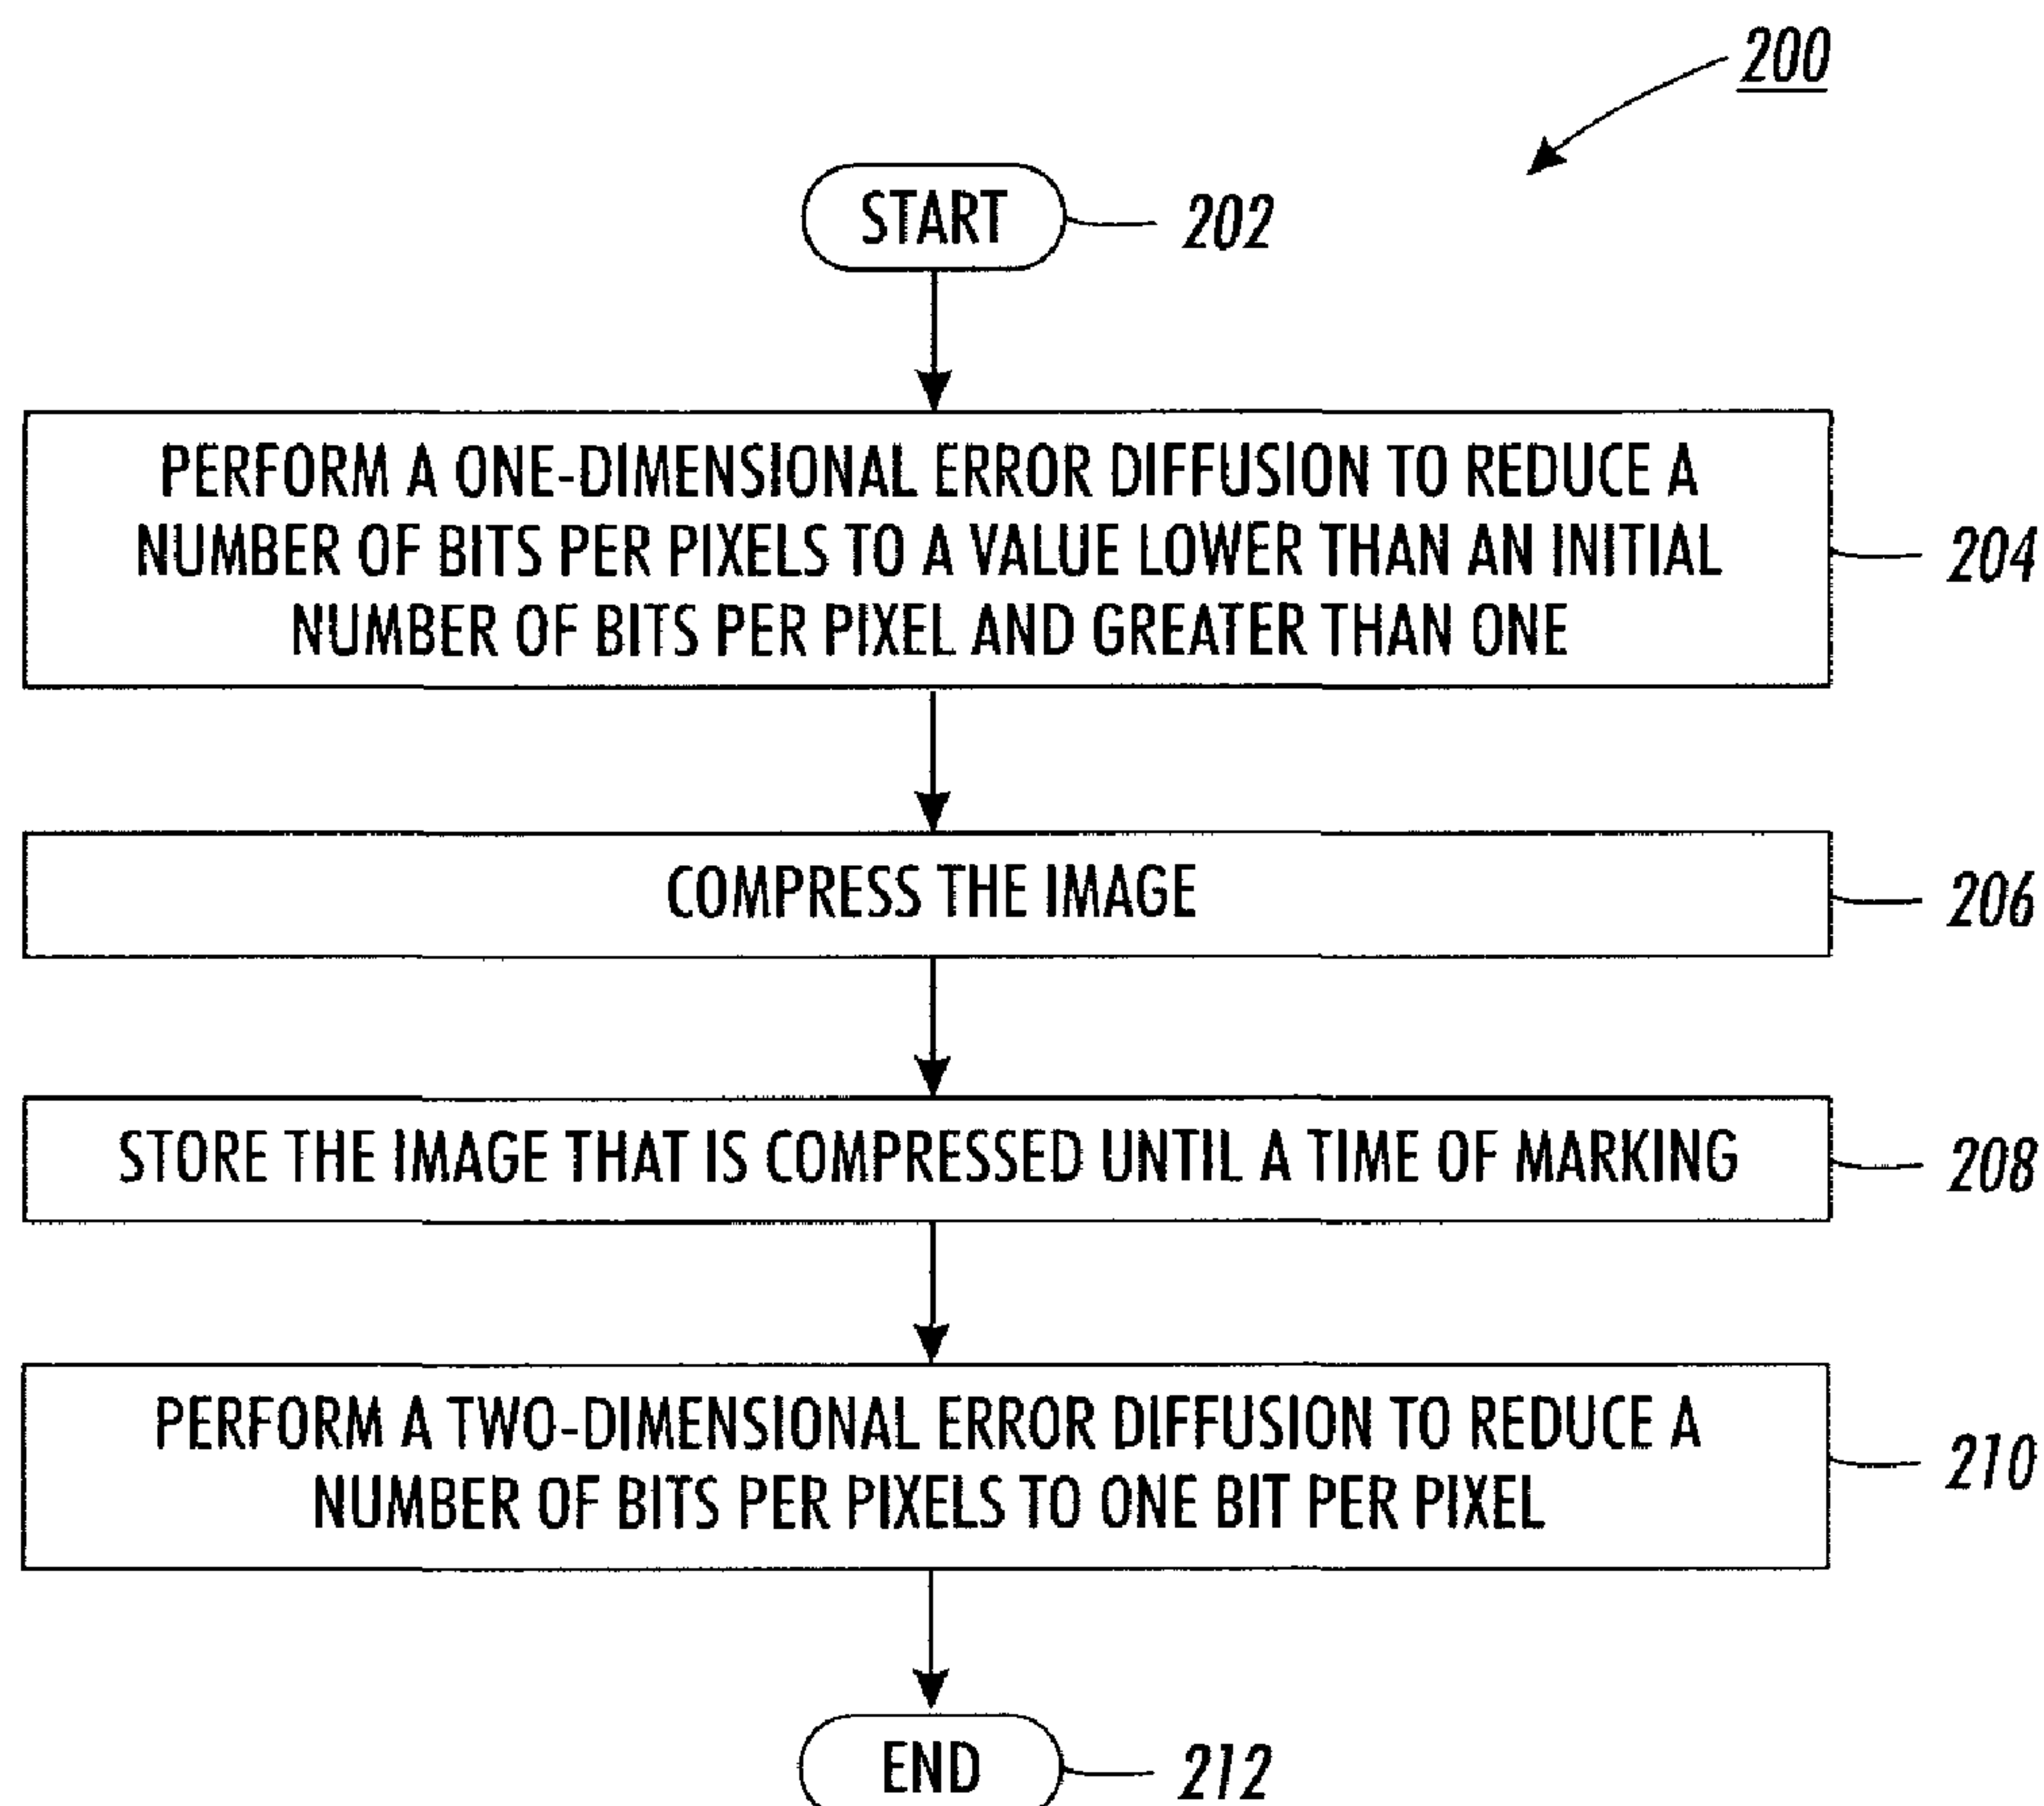 200
START
202
PERFORM A ONE-DIMENSIONAL ERROR DIFFUSION TO REDUCE A
NUMBER OF BITS PER PIXELS TO A VALUE LOWER THAN AN INITIAL
NUMBER OF BITS PER PIXEL AND GREATER THAN ONE
204
COMPRESS THE IMAGE
206
STORE THE IMAGE THAT IS COMPRESSED UNTIL A TIME OF MARKING
208
PERFORM A TWO-DIMENSIONAL ERROR DIFFUSION TO REDUCE A
NUMBER OF BITS PER PIXELS TO ONE BIT PER PIXEL
210
END
212